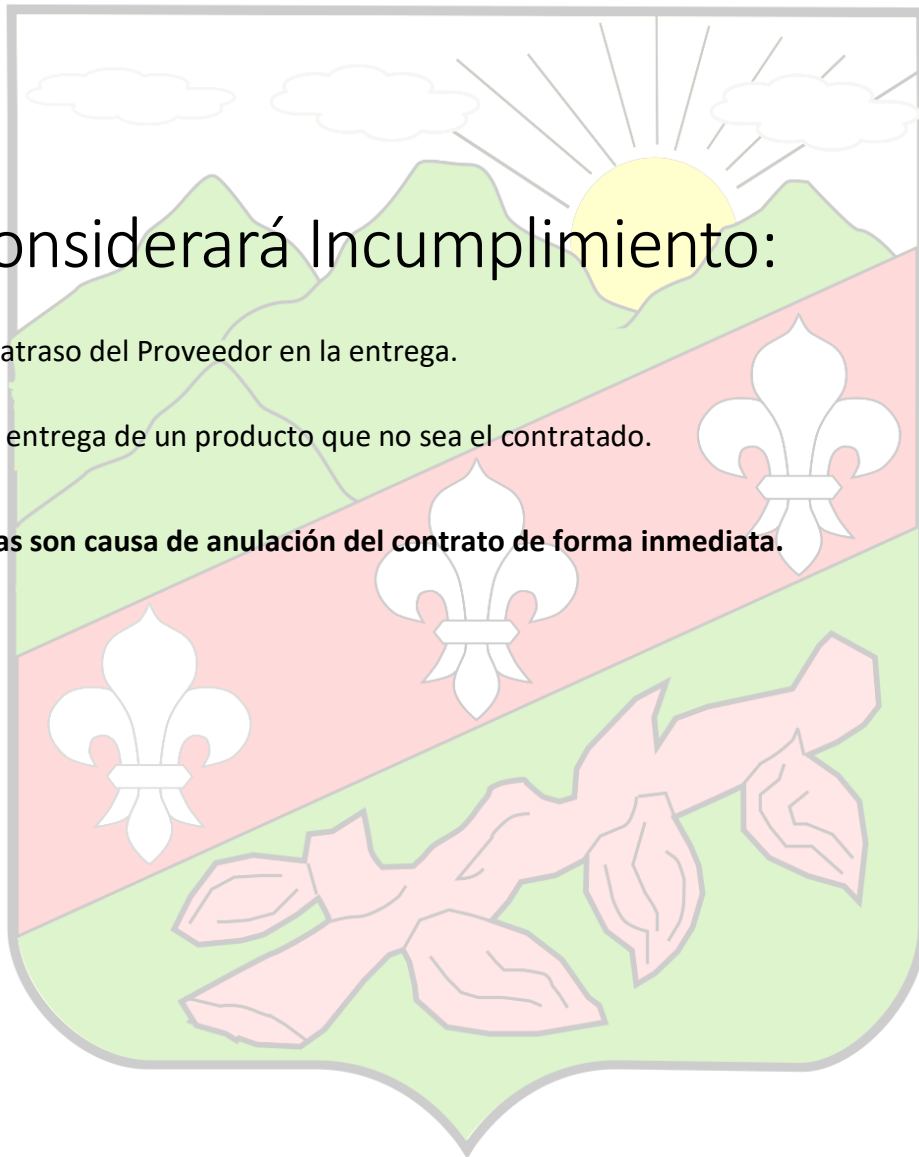 onsiderará Incumplimiento:
atraso del Proveedor en la entrega.
entrega de un producto que no sea el contratado.
as son causa de anulación del contrato de forma inmediata.